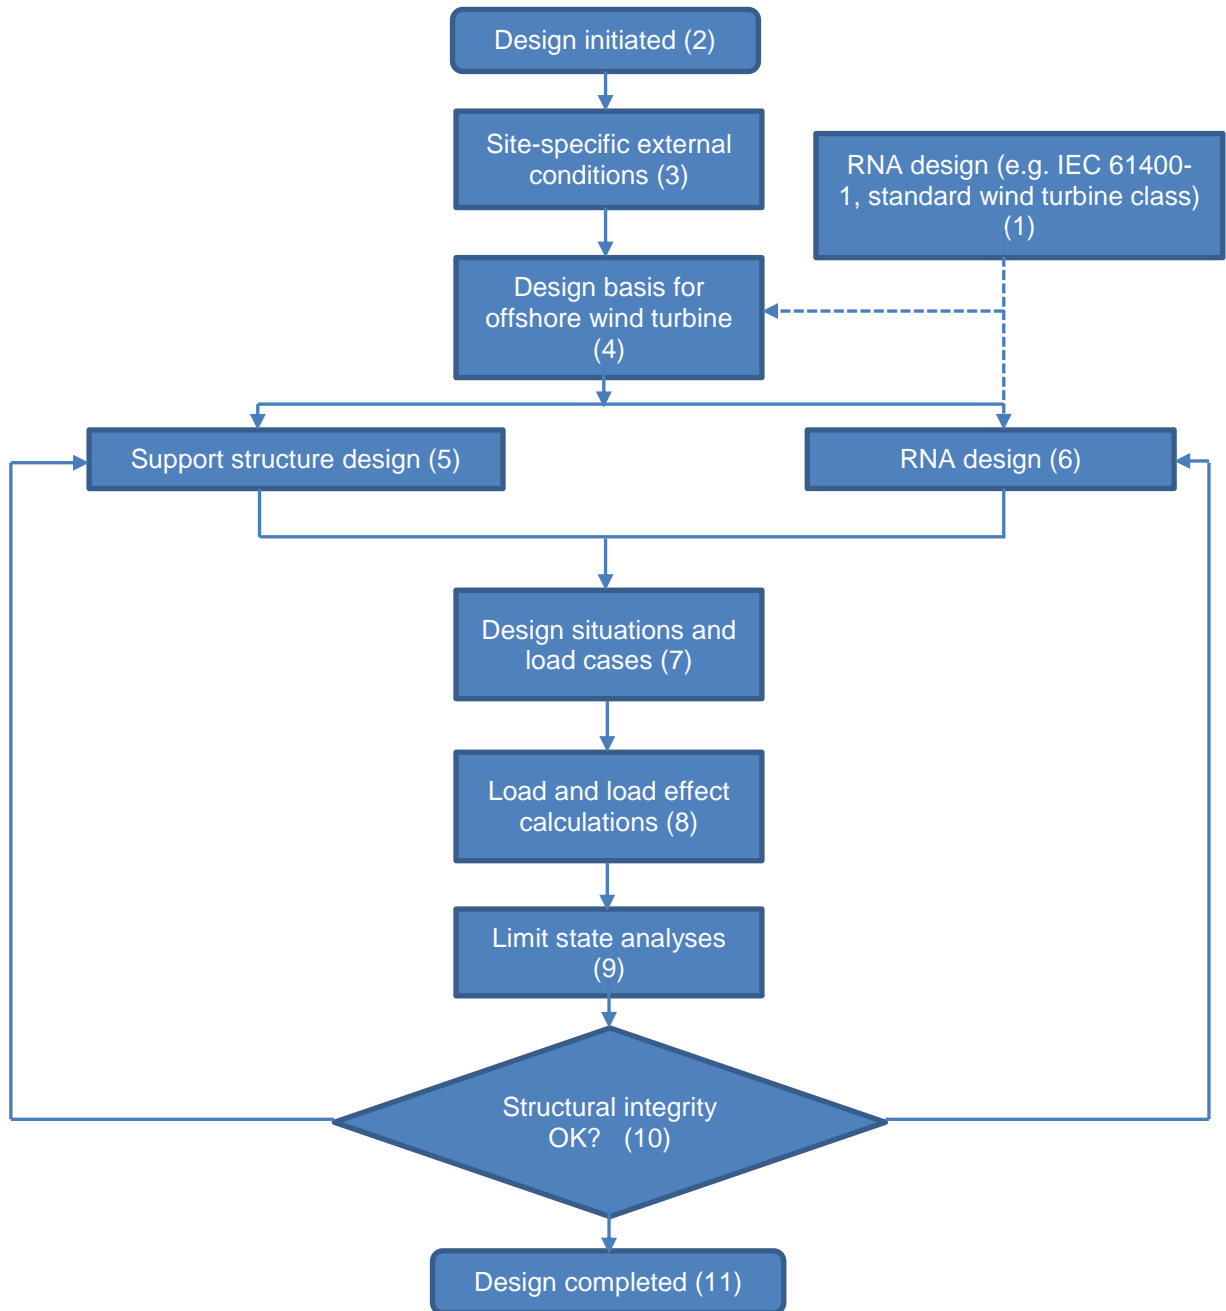 Design initiated (2)
Site-specific external
conditions (3)
RNA design (e.g. IEC 61400-
1, standard wind turbine class)
(1)
Design basis for
offshore wind turbine
(4)
Support structure design (5)
RNA design (6)
Design situations and
load cases (7)
Load and load effect
calculations (8)
Limit state analyses
(9)
Structural integrity
OK? (10)
Design completed (11)